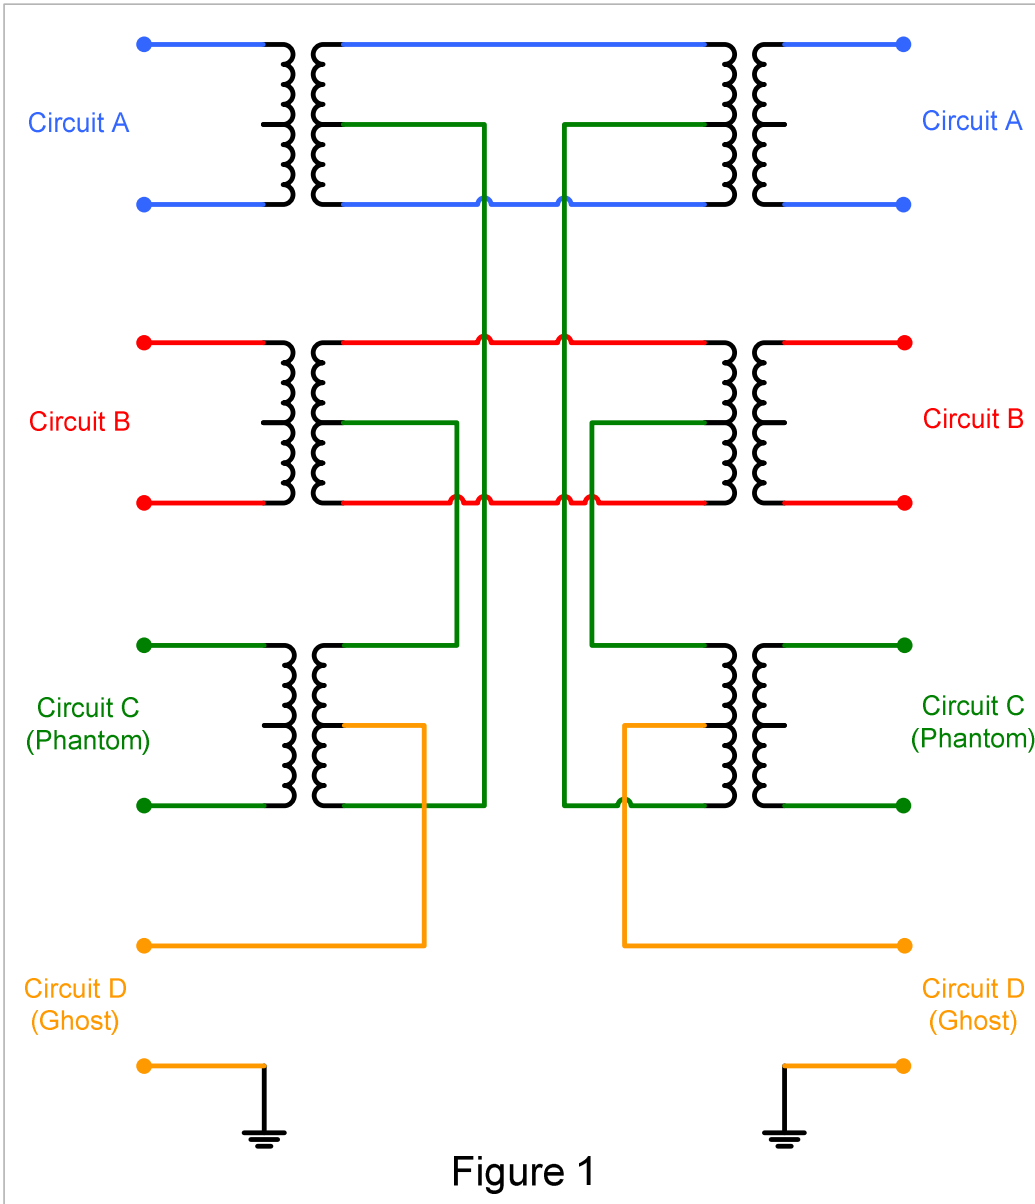 Circuit A
Circuit A
Circuit B
Circuit B
Circuit C
(Phantom)
Circuit C
(Phantom)
Circuit D
(Ghost)
Circuit D
(Ghost)
Figure 1